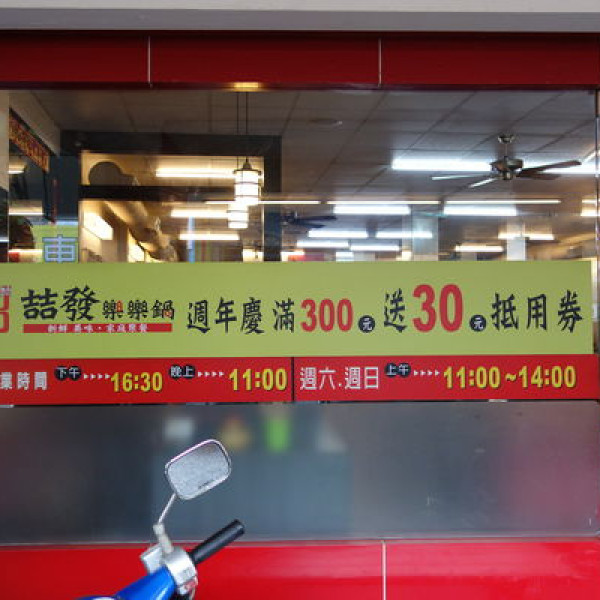 車
喆發樂樂鍋
新鮮 美味·家庭聚餐
週年慶滿300元送30元抵用券
業時間 下午 16:30 晚上 11:00
週六.週日 上午 11:00~14:00